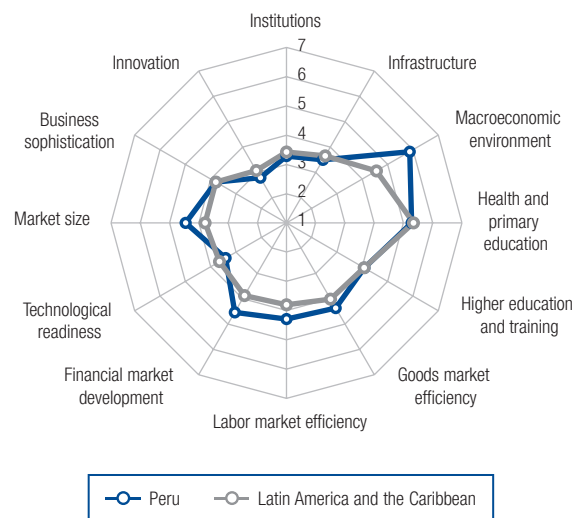 Institutions
Infrastructure
Macroeconomic
environment
Health and
primary
education
Higher education
and training
Goods market
efficiency
Labor market efficiency
Financial market
development
Technological
readiness
Market size
Business
sophistication
Innovation
7
6
5
4
3
2
1
Peru
Latin America and the Caribbean